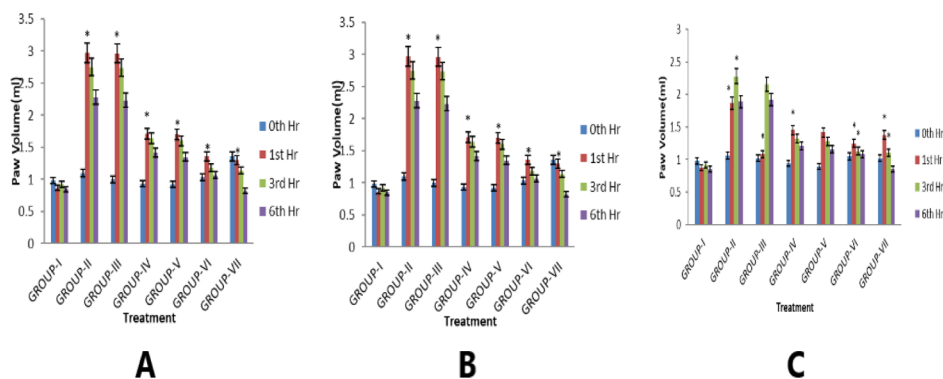 3.5
3
2.5
2
1.5
1
0.5
0
Paw Volume(ml)
* * * * * *
GROUP-I
GROUP-II
GROUP-III
GROUP-IV
GROUP-V
GROUP-VI
GROUP-VII
Treatment
0th Hr
1st Hr
3rd Hr
6th Hr
A
3.5
3
2.5
2
1.5
1
0.5
0
Paw Volume(ml)
* * * * * *
GROUP-I
GROUP-II
GROUP-III
GROUP-IV
GROUP-V
GROUP-VI
GROUP-VII
Treatment
0th Hr
1st Hr
3rd Hr
6th Hr
B
3
2.5
2
1.5
1
0.5
0
Paw Volume(ml)
* * * * * * * *
GROUP-I
GROUP-II
GROUP-III
GROUP-IV
GROUP-V
GROUP-VI
GROUP-VII
Treatment
0th Hr
1st Hr
3rd Hr
6th Hr
C